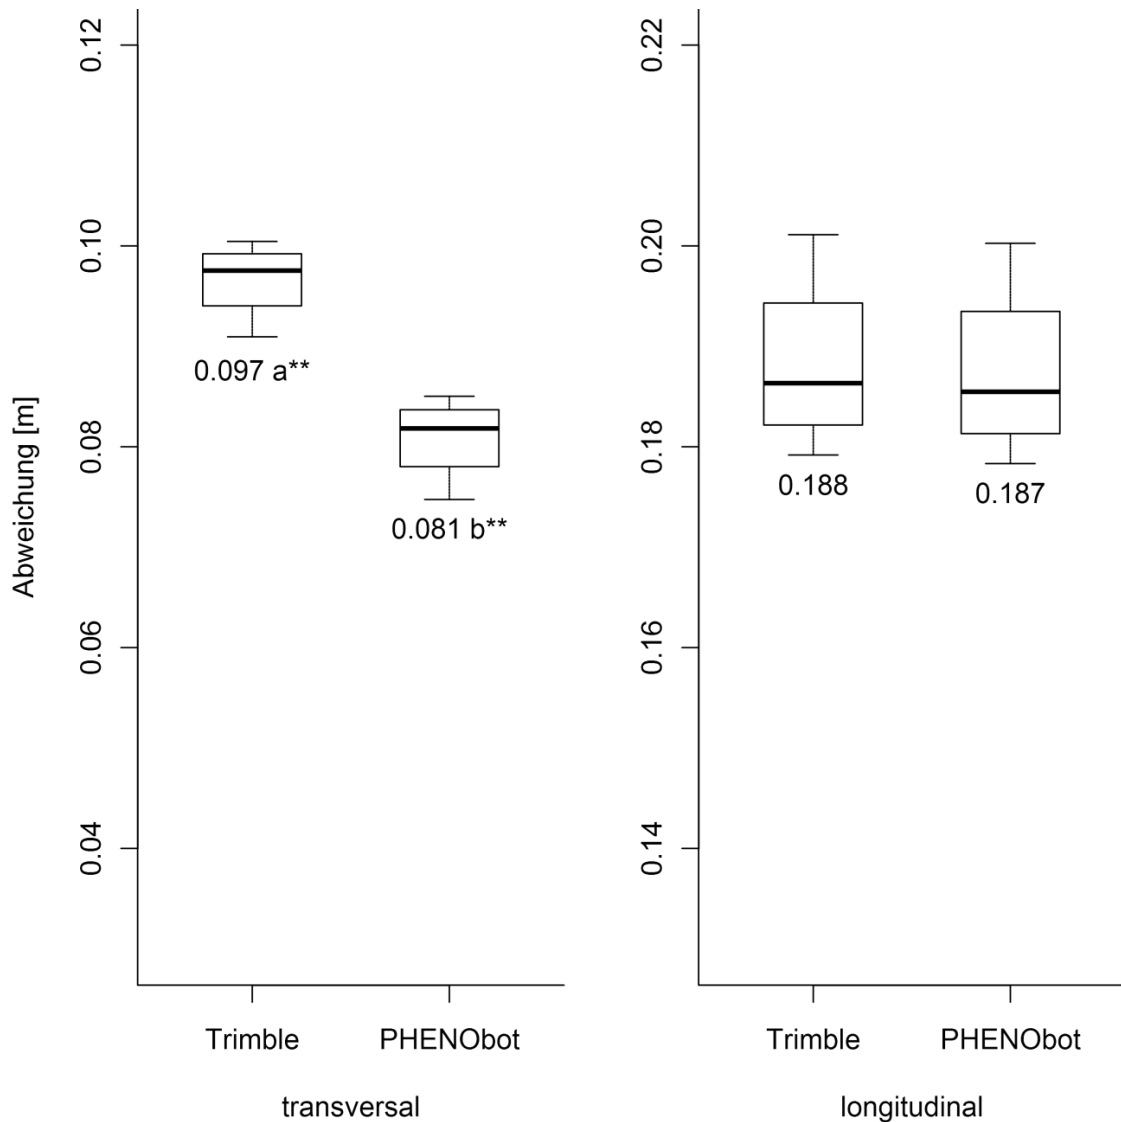 Abweichung [m]
0.12
0.10
0.08
0.06
0.04
0.097 a**
0.081 b**
Trimble
PHENObot
transversal
0.22
0.20
0.18
0.16
0.14
0.188
0.187
Trimble
PHENObot
longitudinal